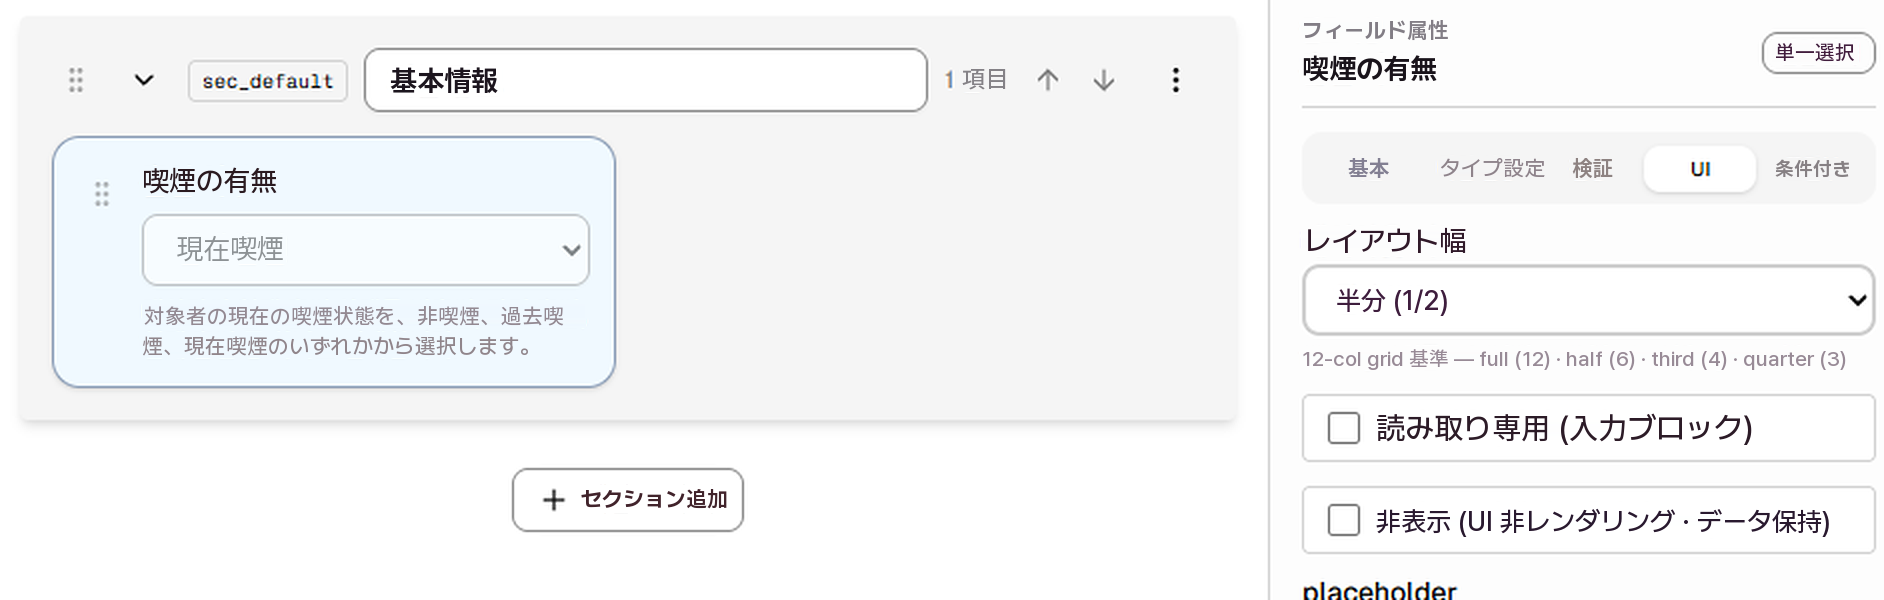 sec_default
基本情報
1 項目
喫煙の有無
現在喫煙
対象者の現在の喫煙状態を、非喫煙、過去喫
煙、現在喫煙のいずれかから選択します。
セクション追加
フィールド属性
喫煙の有無
単一選択
基本 タイプ設定 検証 UI 条件付き
レイアウト幅
半分 (1/2)
12-col grid 基準 — full (12) · half (6) · third (4) · quarter (3)
読み取り専用 (入力ブロック)
非表示 (UI 非レンダリング · データ保持)
placeholder